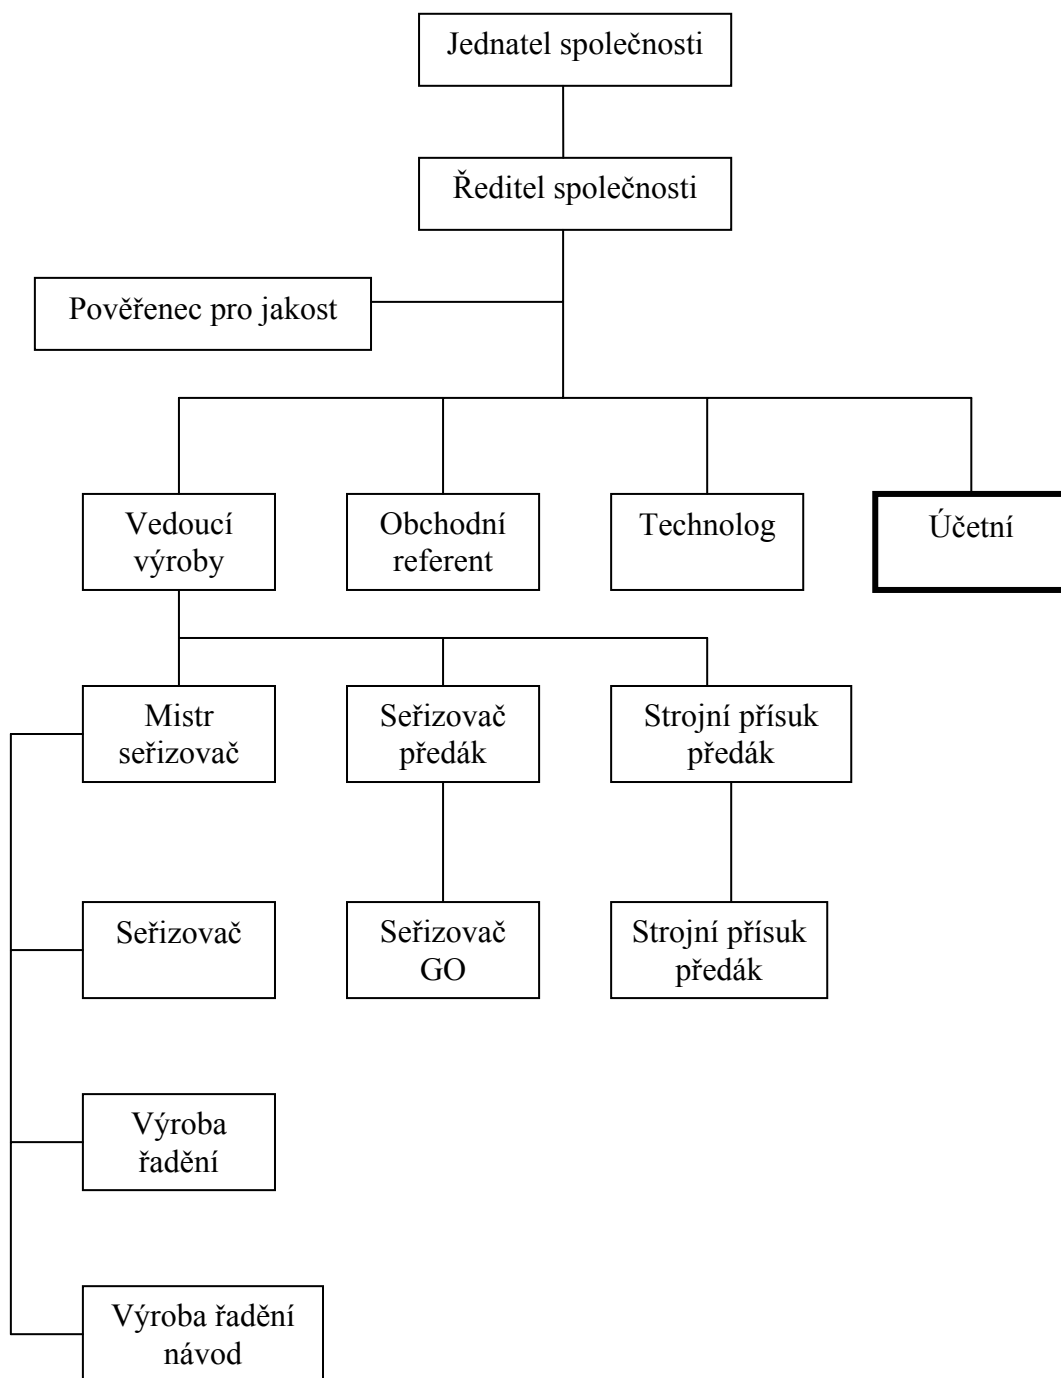 Jednatel společnosti
Ředitel společnosti
Pověřenec pro jakost
Vedoucí
výroby
Obchodní
referent
Technolog
Účetní
Mistr
seřizovač
Seřizovač
předák
Strojní přísuk
předák
Seřizovač
Seřizovač
GO
Strojní přísuk
předák
Výroba
řadění
Výroba řadění
návod